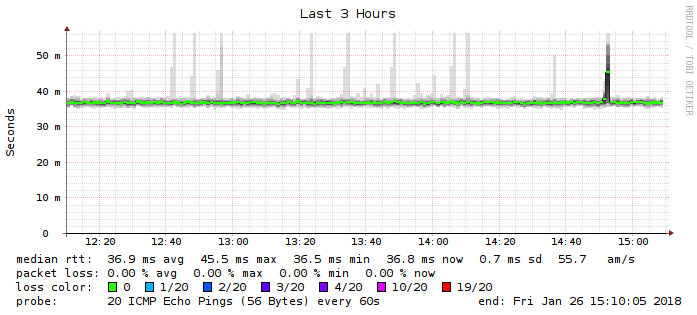 Last 3 Hours
RRDTOOL / TOBI OETIKER
Seconds
50 m
40 m
30 m
20 m
10 m
0
12:20 12:40 13:00 13:20 13:40 14:00 14:20 14:40 15:00
median rtt: 36.9 ms avg 45.5 ms max 36.5 ms min 36.8 ms now 0.7 ms sd 55.7 am/s
packet loss: 0.00 % avg 0.00 % max 0.00 % min 0.00 % now
loss color: 0 1/20 2/20 3/20 4/20 10/20 19/20
probe: 20 ICMP Echo Pings (56 Bytes) every 60s end: Fri Jan 26 15:10:05 2018